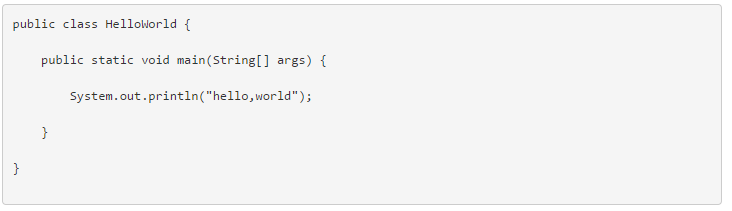 public class HelloWorld {
    public static void main(String[] args) {
        System.out.println("hello,world");
    }
}